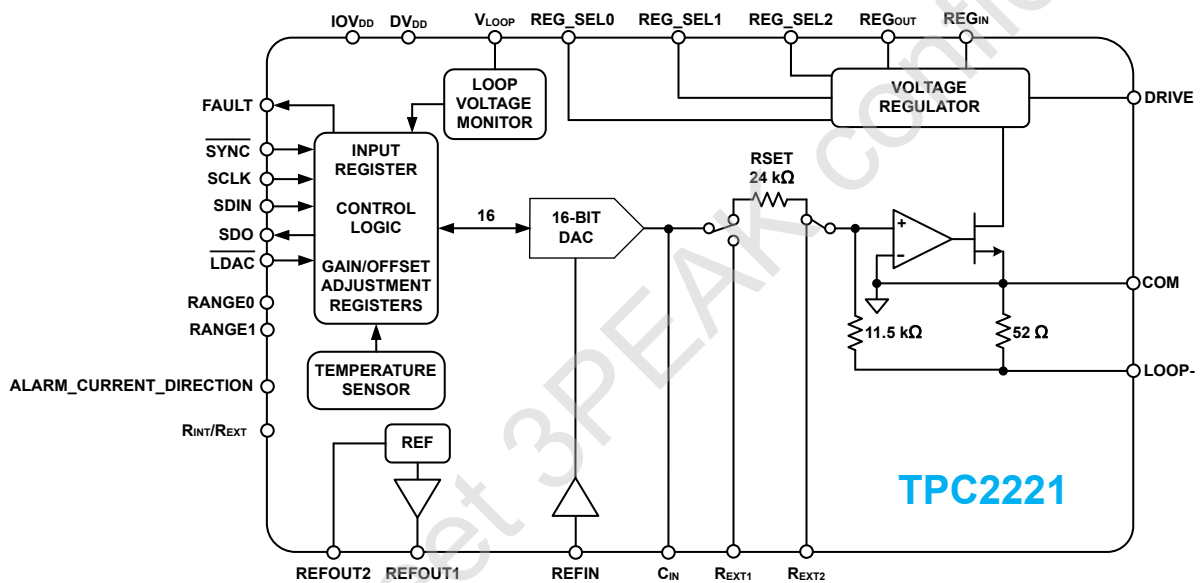 IOVDD DVDD VLOOP REG_SEL0 REG_SEL1 REG_SEL2 REGOUT REGIN
FAULT
SYNC
SCLK
SDIN
SDO
LDAC
RANGE0
RANGE1
ALARM_CURRENT_DIRECTION
RINT/REXT
LOOP
VOLTAGE
MONITOR
INPUT
REGISTER
CONTROL
LOGIC
GAIN/OFFSET
ADJUSTMENT
REGISTERS
TEMPERATURE
SENSOR
16
16-BIT
DAC
RSET
24 kΩ
VOLTAGE
REGULATOR
DRIVE
+
-
COM
11.5 kΩ
52 Ω
LOOP-
REF
TPC2221
REFOUT2 REFOUT1 REFIN CIN REXT1 REXT2
3PEAK